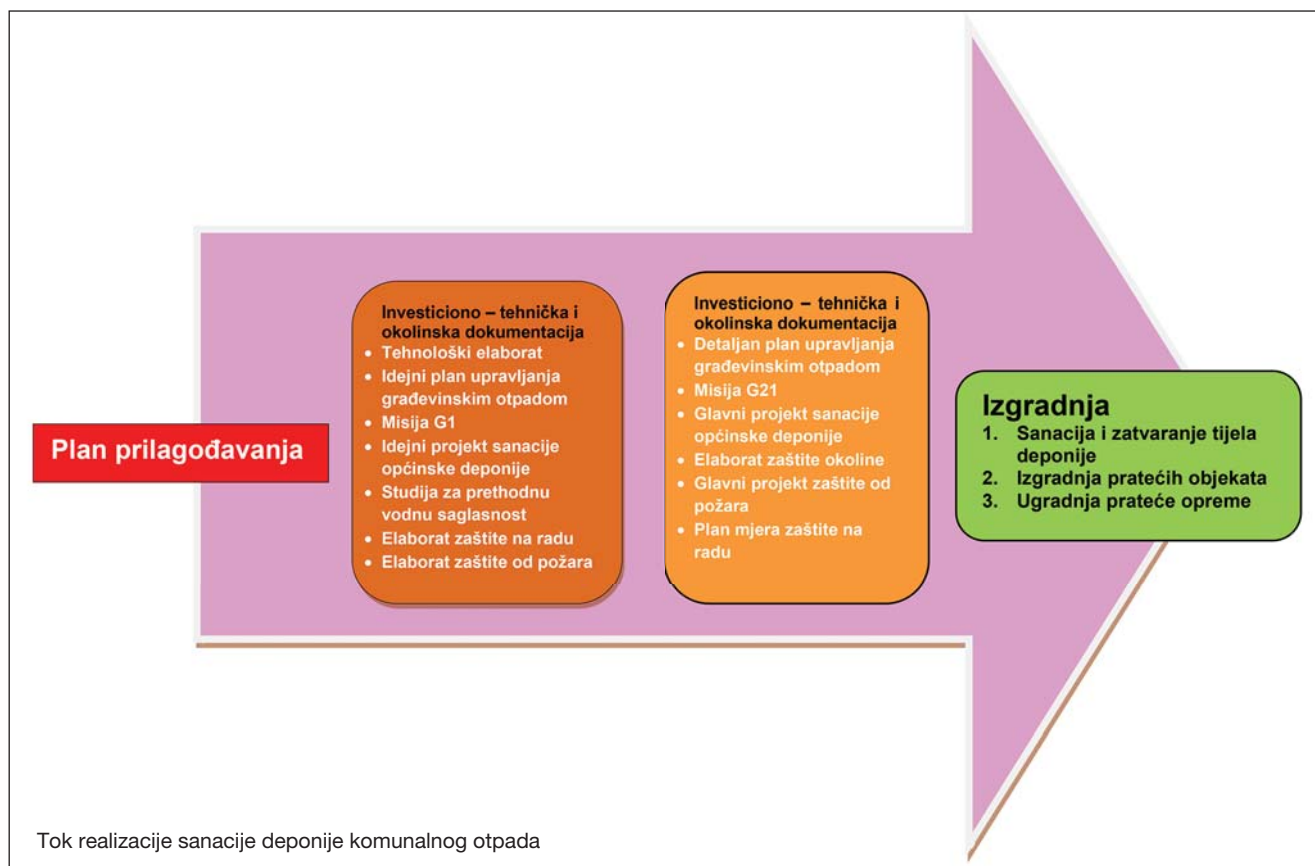 Plan prilagođavanja
Investiciono – tehnička i
okolinska dokumentacija
• Tehnološki elaborat
• Idejni plan upravljanja
građevinskim otpadom
• Misija G1
• Idejni projekt sanacije
općinske deponije
• Studija za prethodnu
vodnu saglasnost
• Elaborat zaštite na radu
• Elaborat zaštite od požara
Investiciono – tehnička i
okolinska dokumentacija
• Detaljan plan upravljanja
građevinskim otpadom
• Misija G21
• Glavni projekt sanacije
općinske deponije
• Elaborat zaštite okoline
• Glavni projekt zaštite od
požara
• Plan mjera zaštite na
radu
Izgradnja
1. Sanacija i zatvaranje tijela
deponije
2. Izgradnja pratećih objekata
3. Ugradnja prateće opreme
Tok realizacije sanacije deponije komunalnog otpada